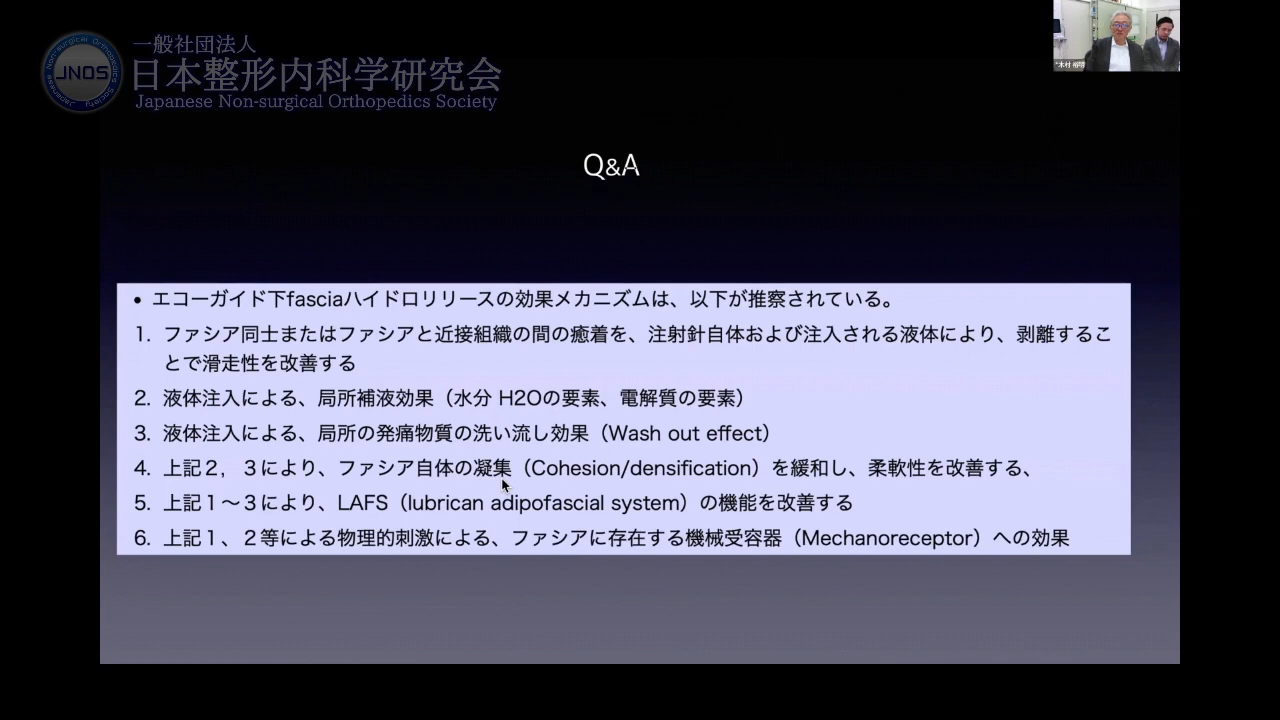 一般社団法人
日本整形内科学研究会
Japanese Non-surgical Orthopedics Society
Japanese Non-surgical Orthopedics Society
JNOS
木村 裕明
Q&A
• エコーガイド下fasciaハイドロリリースの効果メカニズムは、以下が推察されている。
1. ファシア同士またはファシアと近接組織の間の癒着を、注射針自体および注入される液体により、剥離するこ
とで滑走性を改善する
2. 液体注入による、局所補液効果（水分 H2Oの要素、電解質の要素）
3. 液体注入による、局所の発痛物質の洗い流し効果（Wash out effect）
4. 上記２，３により、ファシア自体の凝集（Cohesion/densification）を緩和し、柔軟性を改善する、
5. 上記１～３により、LAFS（lubrican adipofascial system）の機能を改善する
6. 上記１、２等による物理的刺激による、ファシアに存在する機械受容器（Mechanoreceptor）への効果